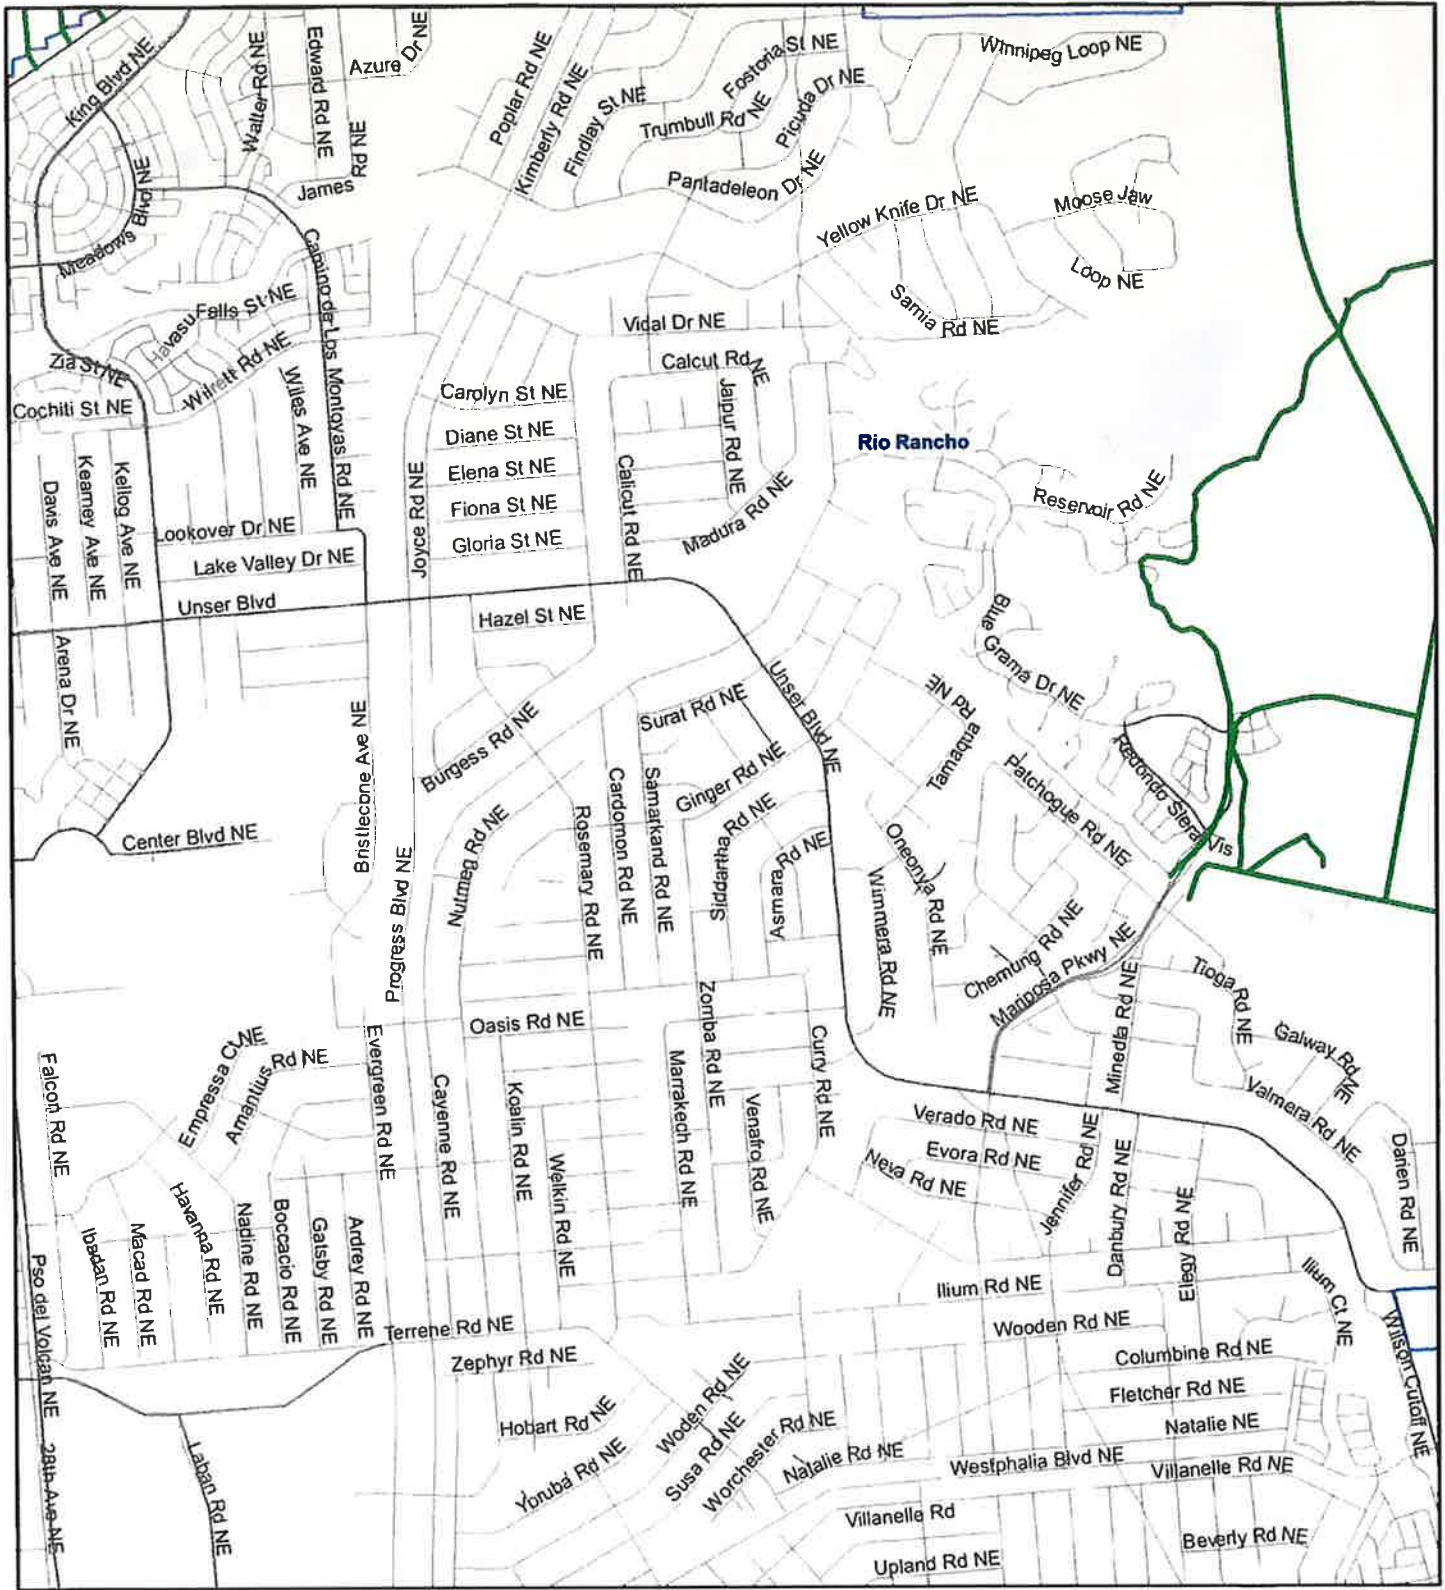 King Blvd NE
Walter Rd NE
Edward Rd NE
Azure Dr NE
Rd NE
James
Meadows Blvd NE
Poplar Rd NE
Kimberly Rd NE
Findlay St NE
Fostoria St NE
Trumbull Rd NE
Picuda Dr NE
Pantadeleon Dr NE
Winnipeg Loop NE
Yellow Knife Dr NE
Moose Jaw
Loop NE
Samia Rd NE
Camino de Los Montoyas Rd NE
Havasu Falls St NE
Zia St NE
Wilrett Rd NE
Cochiti St NE
Wiles Ave NE
Vidal Dr NE
Calcut Rd NE
Carolyn St NE
Jaipur Rd NE
Diane St NE
Rio Rancho
Elena St NE
Calicut Rd NE
Fiona St NE
Gloria St NE
Joyce Rd NE
Madura Rd NE
Reservoir Rd NE
Davis Ave NE
Kearney Ave NE
Kellog Ave NE
Lookover Dr NE
Lake Valley Dr NE
Unser Blvd
Hazel St NE
Blue Grama Dr NE
Arena Dr NE
Surat Rd NE
Unser Blvd NE
Tamaqua Rd NE
Bristlecone Ave NE
Burgess Rd NE
Ginger Rd NE
Patchogue Rd NE
Redondo Siera Vis
Center Blvd NE
Nutmeg Rd NE
Rosemary Rd NE
Cardomon Rd NE
Samarkand Rd NE
Siddartha Rd NE
Asmara Rd NE
Wimmera Rd NE
Oneonya Rd NE
Progress Blvd NE
Chemung Rd NE
Mariposa Pkwy NE
Mineola Rd NE
Tioga Rd NE
Oasis Rd NE
Zomba Rd NE
Curry Rd NE
Galway Rd NE
Falcon Rd NE
Empressa Ct NE
Amantius Rd NE
Evergreen Rd NE
Cayenne Rd NE
Koalin Rd NE
Marrakech Rd NE
Venafro Rd NE
Valmera Rd NE
Verado Rd NE
Evora Rd NE
Neva Rd NE
Jennifer Rd NE
Danbury Rd NE
Darien Rd NE
Welkin Rd NE
Elegy Rd NE
Pso del Volcan NE
Ibadan Rd NE
Macad Rd NE
Havanna Rd NE
Nadine Rd NE
Boccacio Rd NE
Gatsby Rd NE
Ardrey Rd NE
Ilium Rd NE
Ilium Ct NE
Terrene Rd NE
Wooden Rd NE
Wilson Cutoff NE
Zephyr Rd NE
Columbine Rd NE
Fletcher Rd NE
Hobart Rd NE
Woden Rd NE
Natalie NE
28th Ave NE
Laban Rd NE
Yoruba Rd NE
Susa Rd NE
Worchester Rd NE
Natalie Rd NE
Westphalia Blvd NE
Villanelle Rd NE
Villanelle Rd
Beverly Rd NE
Upland Rd NE